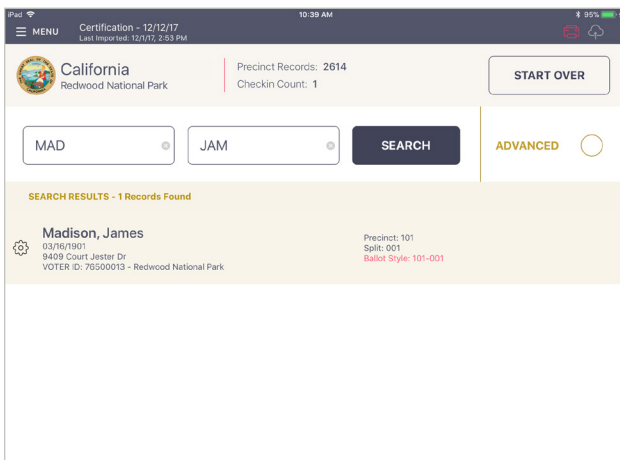 iPad 10:39 AM 95%
MENU
Certification - 12/12/17
Last Imported: 12/1/17, 2:53 PM
California
Redwood National Park
Precinct Records: 2614
Checkin Count: 1
START OVER
MAD
JAM
SEARCH
ADVANCED
SEARCH RESULTS - 1 Records Found
Madison, James
03/16/1901
9409 Court Jester Dr
VOTER ID: 76500013 - Redwood National Park
Precinct: 101
Split: 001
Ballot Style: 101-001